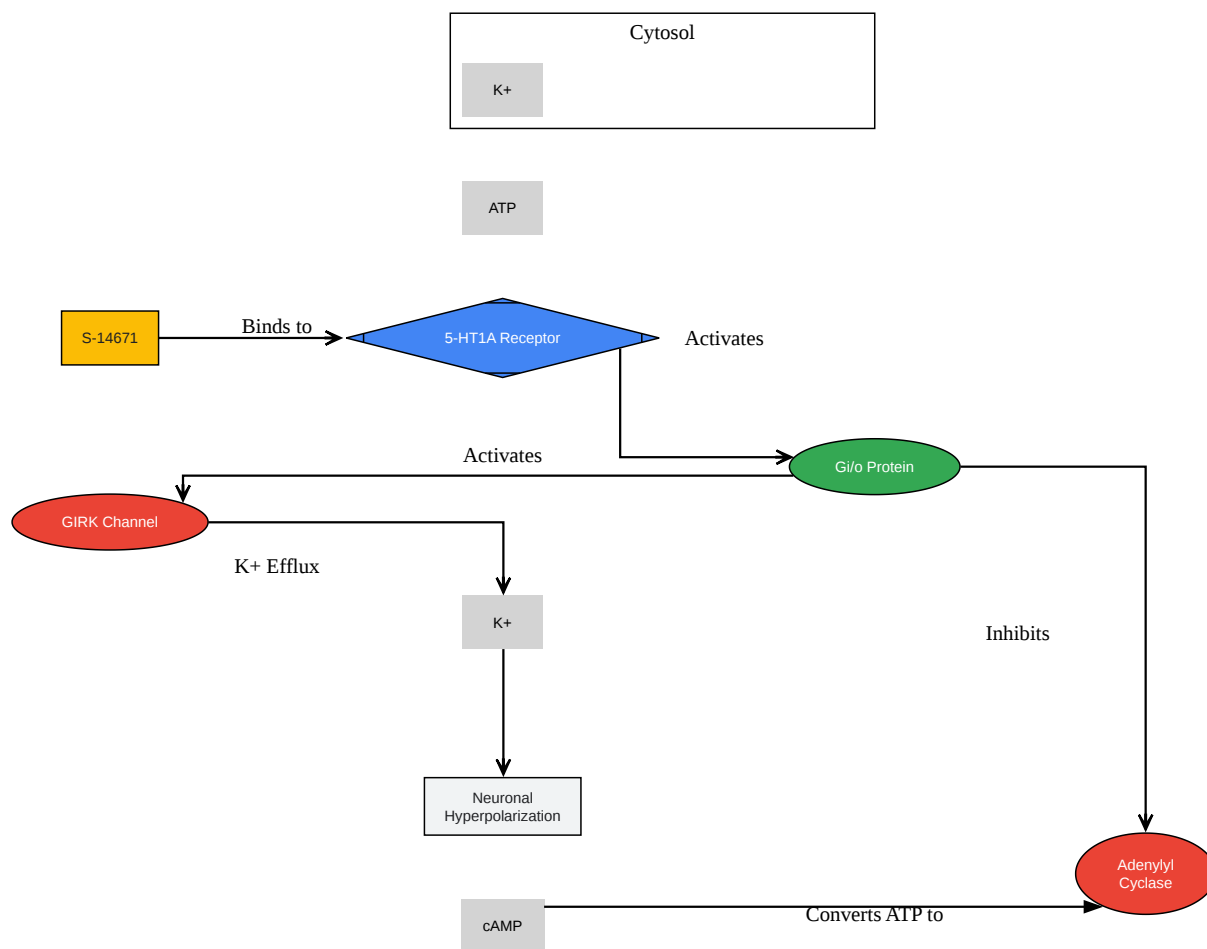 Cytosol
K+
ATP
S-14671
Binds to
5-HT1A Receptor
Activates
Activates
Gi/o Protein
GIRK Channel
K+ Efflux
K+
Inhibits
Neuronal
Hyperpolarization
Adenylyl
Cyclase
cAMP
Converts ATP to